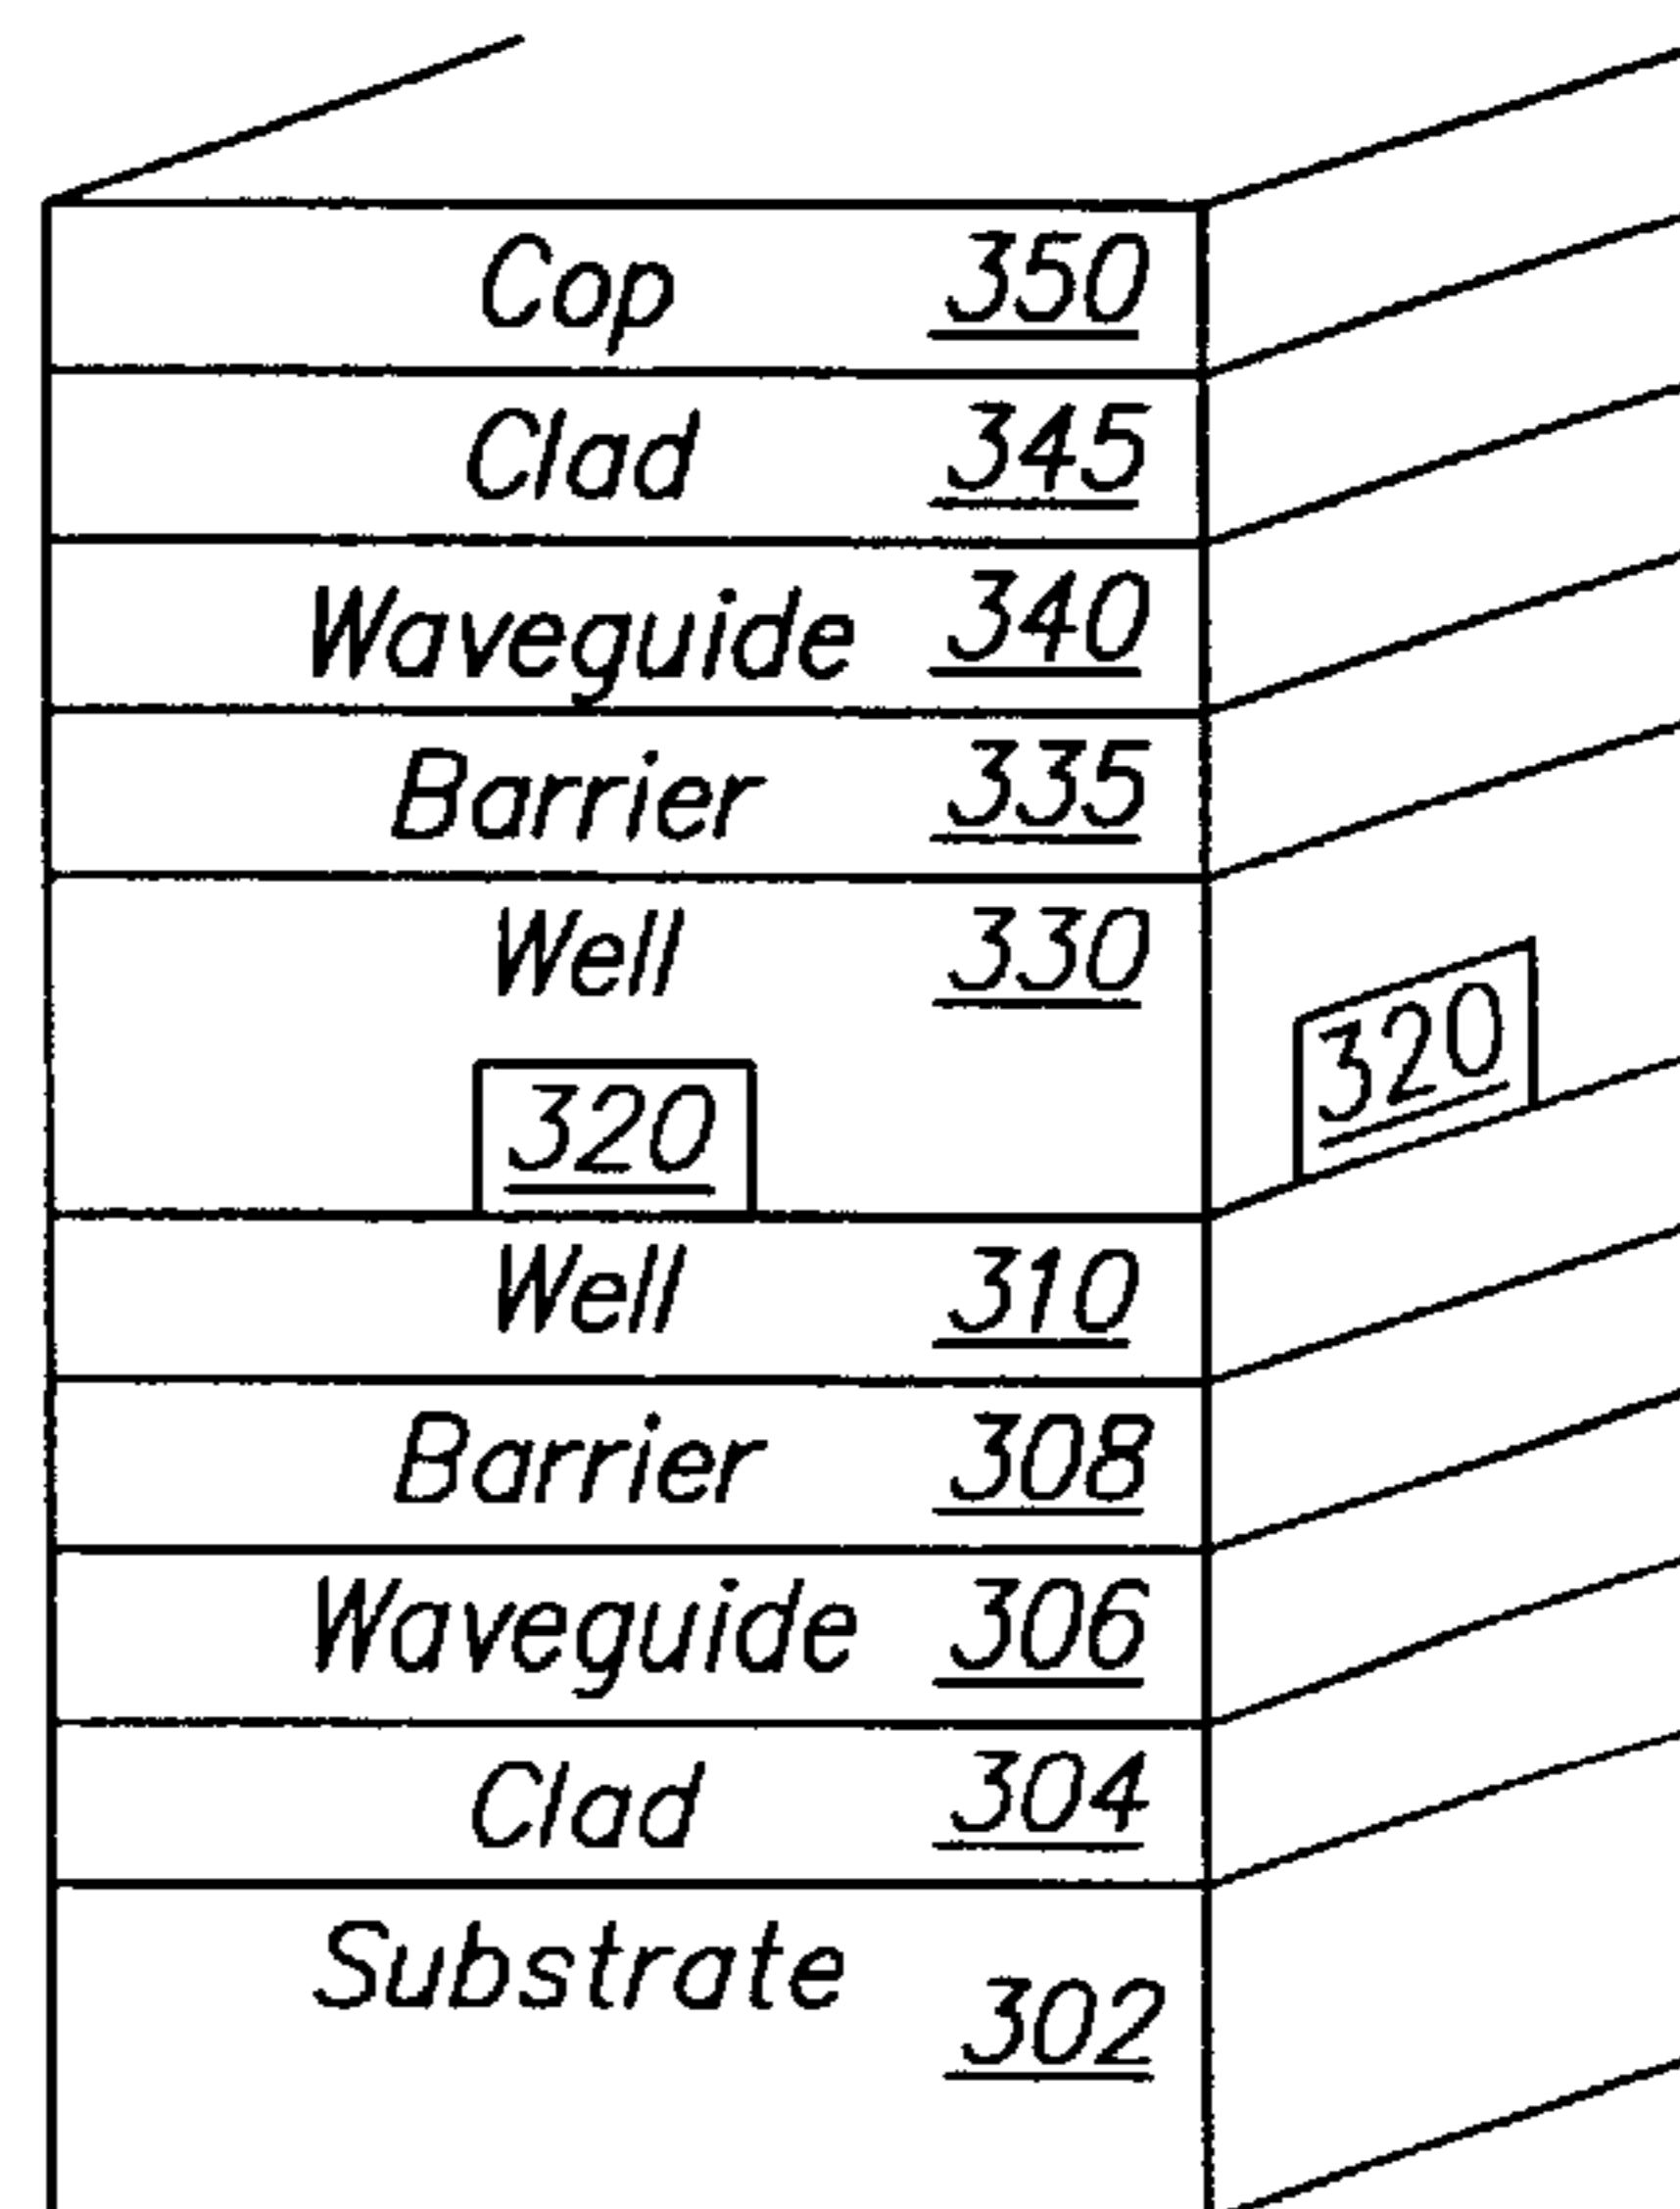 Cop 350
Clad 345
Waveguide 340
Barrier 335
Well 330
320
320
Well 310
Barrier 308
Waveguide 306
Clad 304
Substrate
302